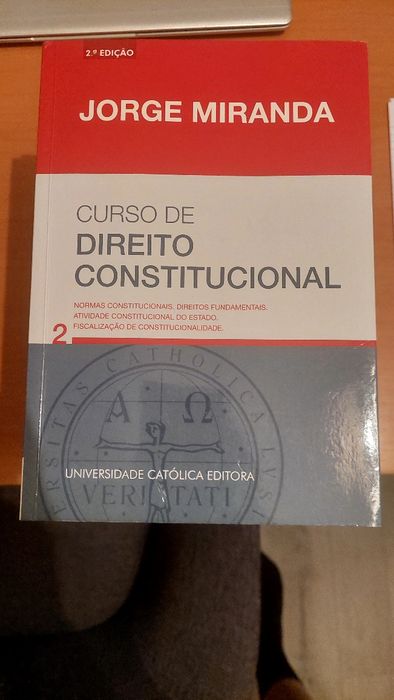 2.ª EDIÇÃO
JORGE MIRANDA
CURSO DE
DIREITO
CONSTITUCIONAL
NORMAS CONSTITUCIONAIS. DIREITOS FUNDAMENTAIS.
ATIVIDADE CONSTITUCIONAL DO ESTADO.
FISCALIZAÇÃO DE CONSTITUCIONALIDADE.
2
CATHOLICA
Α Ω
UNIVERSIDADE CATÓLICA EDITORA
VERITATI